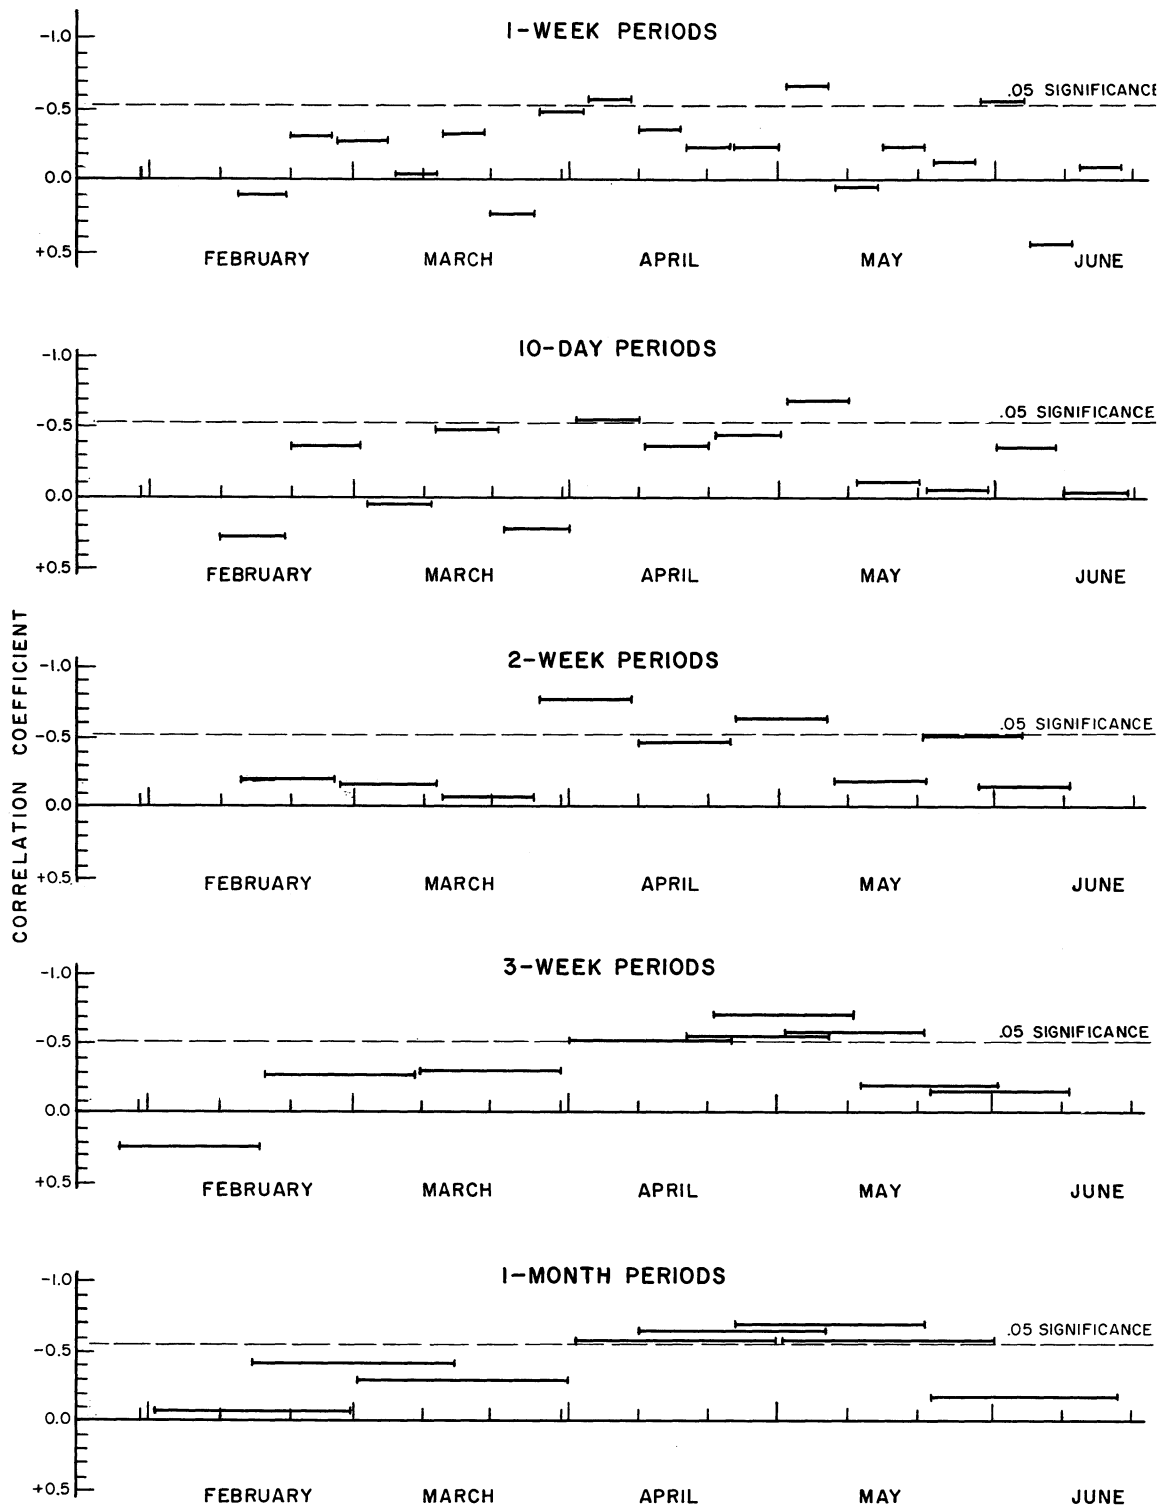 1-WEEK PERIODS
-1.0
.05 SIGNIFICANCE
-0.5
0.0
+0.5
FEBRUARY MARCH APRIL MAY JUNE
10-DAY PERIODS
-1.0
.05 SIGNIFICANCE
-0.5
0.0
+0.5
FEBRUARY MARCH APRIL MAY JUNE
CORRELATION COEFFICIENT
2-WEEK PERIODS
-1.0
.05 SIGNIFICANCE
-0.5
0.0
+0.5
FEBRUARY MARCH APRIL MAY JUNE
3-WEEK PERIODS
-1.0
.05 SIGNIFICANCE
-0.5
0.0
+0.5
FEBRUARY MARCH APRIL MAY JUNE
1-MONTH PERIODS
-1.0
.05 SIGNIFICANCE
-0.5
0.0
+0.5
FEBRUARY MARCH APRIL MAY JUNE